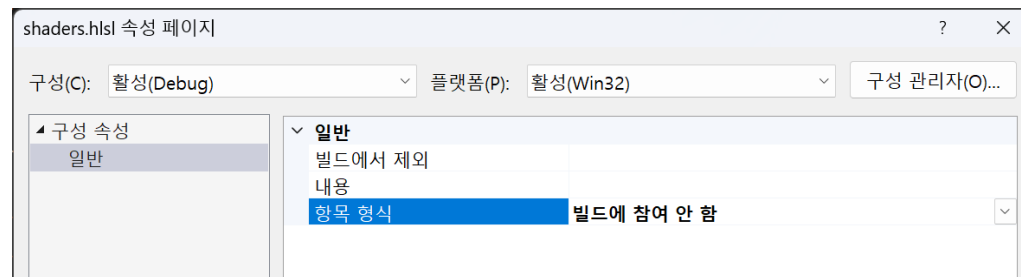 shaders.hlsl 속성 페이지 ?
구성(C): 활성(Debug) 플랫폼(P): 활성(Win32) 구성 관리자(O)...
구성 속성
일반
일반
빌드에서 제외
내용
항목 형식 빌드에 참여 안 함